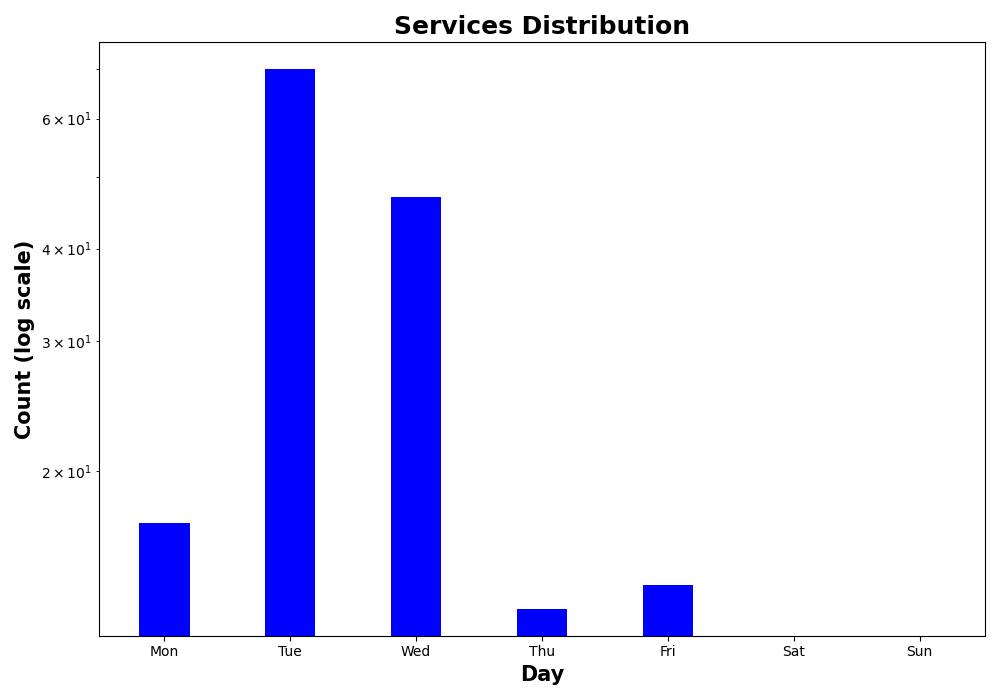 Services Distribution
Count (log scale)
6 × 10¹
4 × 10¹
3 × 10¹
2 × 10¹
Mon Tue Wed Thu Fri Sat Sun
Day